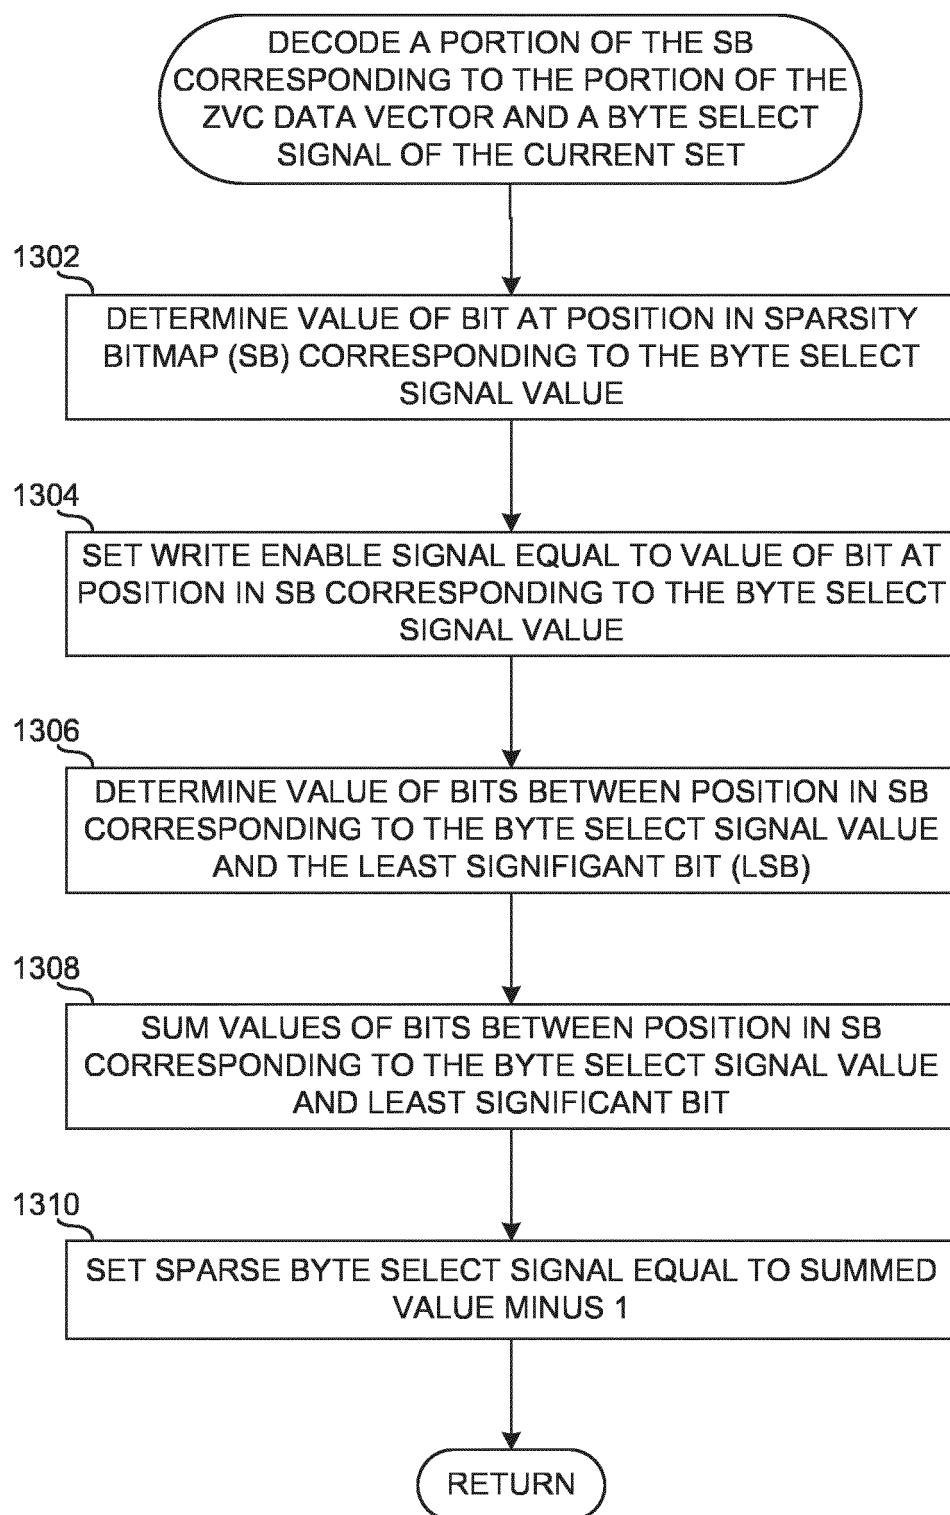 DECODE A PORTION OF THE SB
CORRESPONDING TO THE PORTION OF THE
ZVC DATA VECTOR AND A BYTE SELECT
SIGNAL OF THE CURRENT SET
1302
DETERMINE VALUE OF BIT AT POSITION IN SPARSITY
BITMAP (SB) CORRESPONDING TO THE BYTE SELECT
SIGNAL VALUE
1304
SET WRITE ENABLE SIGNAL EQUAL TO VALUE OF BIT AT
POSITION IN SB CORRESPONDING TO THE BYTE SELECT
SIGNAL VALUE
1306
DETERMINE VALUE OF BITS BETWEEN POSITION IN SB
CORRESPONDING TO THE BYTE SELECT SIGNAL VALUE
AND THE LEAST SIGNIFIGANT BIT (LSB)
1308
SUM VALUES OF BITS BETWEEN POSITION IN SB
CORRESPONDING TO THE BYTE SELECT SIGNAL VALUE
AND LEAST SIGNIFICANT BIT
1310
SET SPARSE BYTE SELECT SIGNAL EQUAL TO SUMMED
VALUE MINUS 1
RETURN